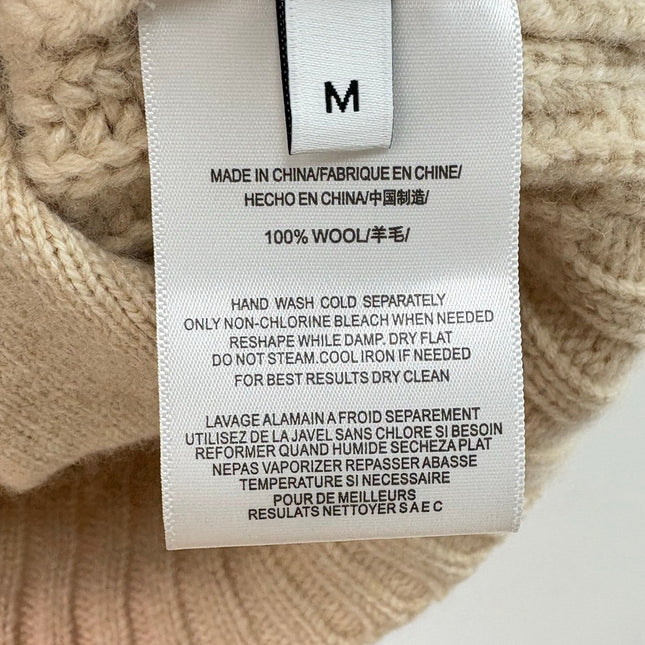 M
MADE IN CHINA/FABRIQUE EN CHINE/
HECHO EN CHINA/中国制造/
100% WOOL/羊毛/
HAND WASH COLD SEPARATELY
ONLY NON-CHLORINE BLEACH WHEN NEEDED
RESHAPE WHILE DAMP. DRY FLAT
DO NOT STEAM.COOL IRON IF NEEDED
FOR BEST RESULTS DRY CLEAN
LAVAGE ALAMAIN A FROID SEPAREMENT
UTILISEZ DE LA JAVEL SANS CHLORE SI BESOIN
REFORMER QUAND HUMIDE SECHEZA PLAT
NEPAS VAPORIZER REPASSER ABASSE
TEMPERATURE SI NECESSAIRE
POUR DE MEILLEURS
RESULATS NETTOYER S A E C